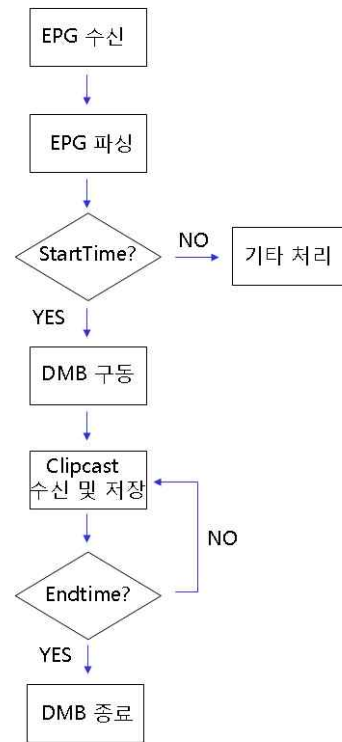 EPG 수신
EPG 파싱
StartTime?
NO
기타 처리
YES
DMB 구동
Clipcast
수신 및 저장
NO
Endtime?
YES
DMB 종료